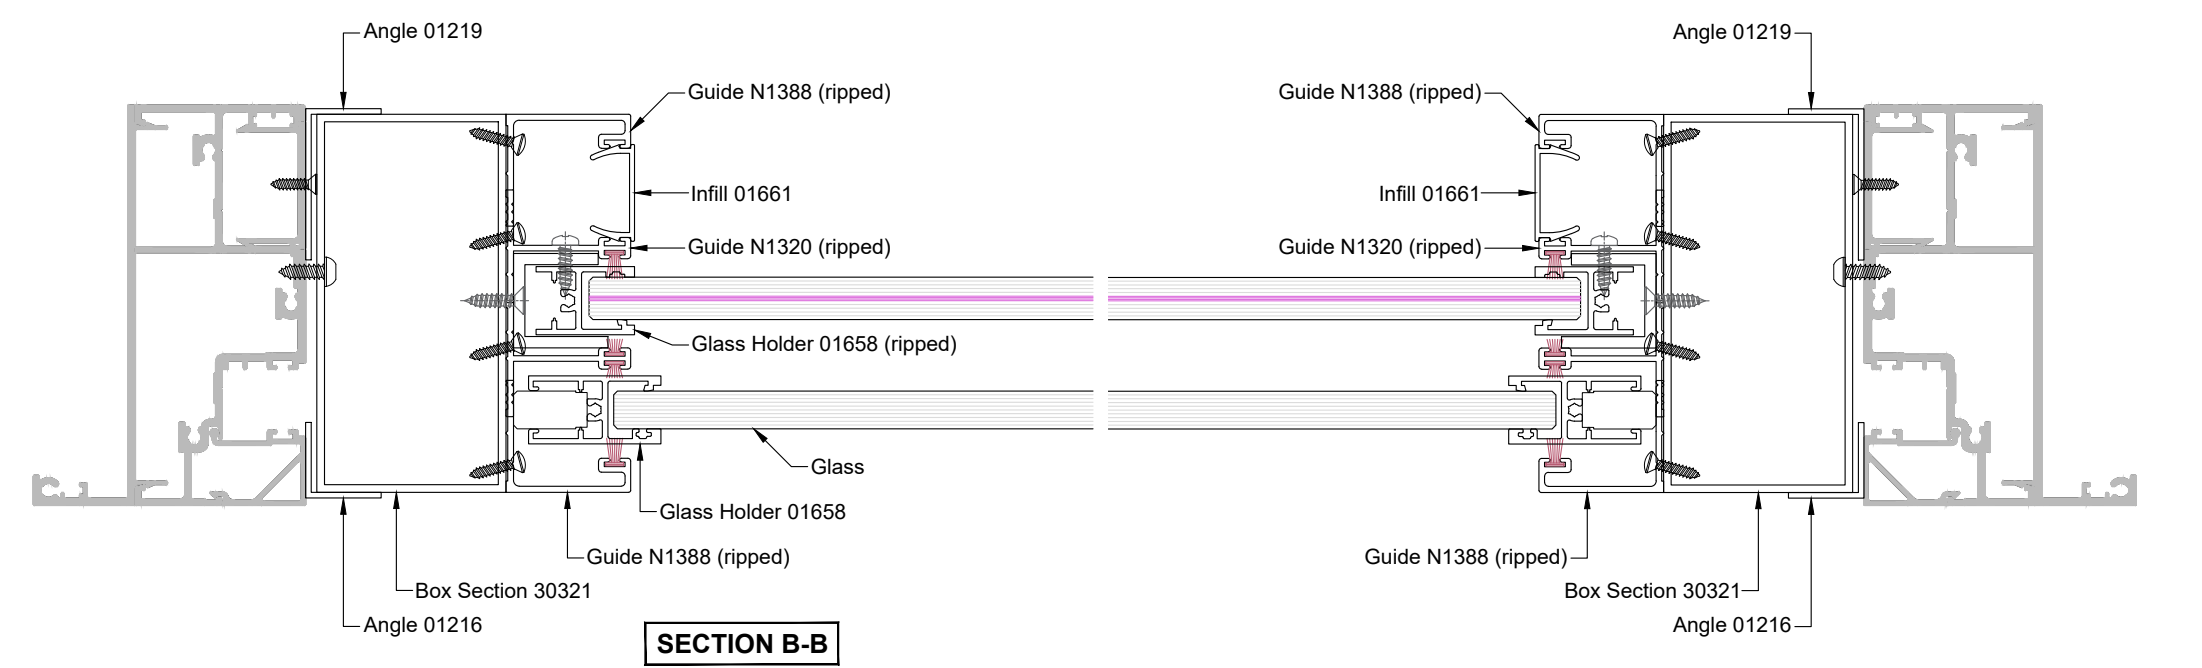 Angle 01219
Angle 01219
Guide N1388 (ripped)
Guide N1388 (ripped)
Infill 01661
Infill 01661
Guide N1320 (ripped)
Guide N1320 (ripped)
Glass Holder 01658 (ripped)
Glass
Glass Holder 01658
Guide N1388 (ripped)
Guide N1388 (ripped)
Box Section 30321
Box Section 30321
Angle 01216
Angle 01216
SECTION B-B